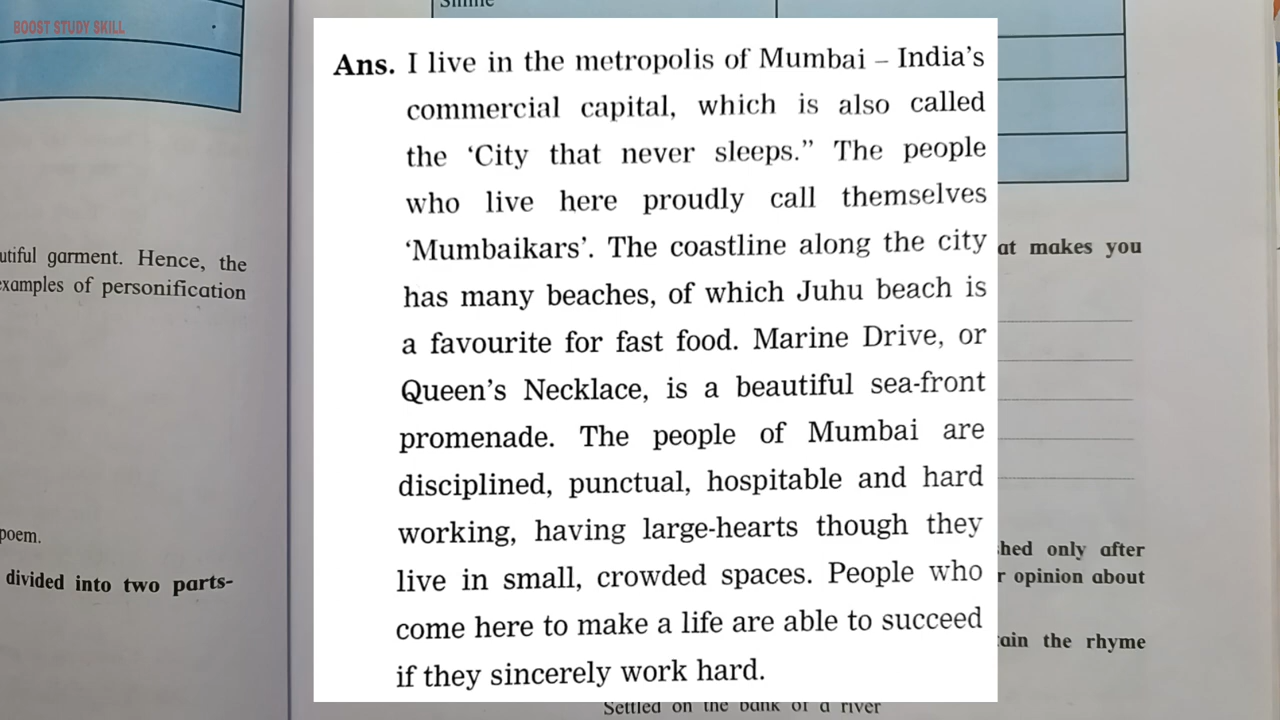 BOOST STUDY SKILL
utiful garment. Hence, the
xamples of personification
poem.
divided into two parts-
Ans. I live in the metropolis of Mumbai – India's
commercial capital, which is also called
the ‘City that never sleeps.” The people
who live here proudly call themselves
‘Mumbaikars’. The coastline along the city
has many beaches, of which Juhu beach is
a favourite for fast food. Marine Drive, or
Queen's Necklace, is a beautiful sea-front
promenade. The people of Mumbai are
disciplined, punctual, hospitable and hard
working, having large-hearts though they
live in small, crowded spaces. People who
come here to make a life are able to succeed
if they sincerely work hard.
at makes you
hed only after
r opinion about
ain the rhyme
Settled on the bank of a river